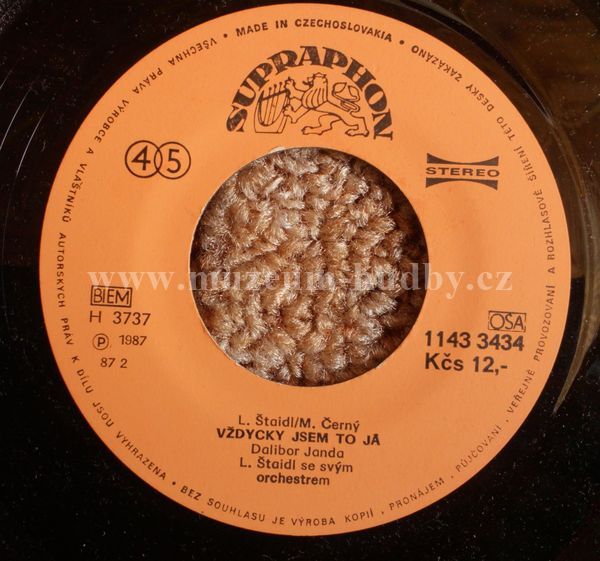 VŠECHNA PRÁVA VÝROBCE A VLASTNÍKŮ AUTORSKÝCH PRÁV K DÍLU JSOU VYHRAZENA • BEZ SOUHLASU JE VÝROBA KOPIÍ, PRONÁJEM, PŮJČOVÁNÍ, VEŘEJNÉ PROVOZOVÁNÍ A ROZHLASOVÉ ŠÍŘENÍ TÉTO DESKY ZAKÁZÁNO • MADE IN CZECHOSLOVAKIA •
SUPRAPHON
45
STEREO
www.muzeum-hudby.cz
BIEM
H 3737
Ⓟ 1987
87 2
OSA
1143 3434
Kčs 12,-
L. Štaidl/M. Černý
VŽDYCKY JSEM TO JÁ
Dalibor Janda
L. Štaidl se svým
orchestrem